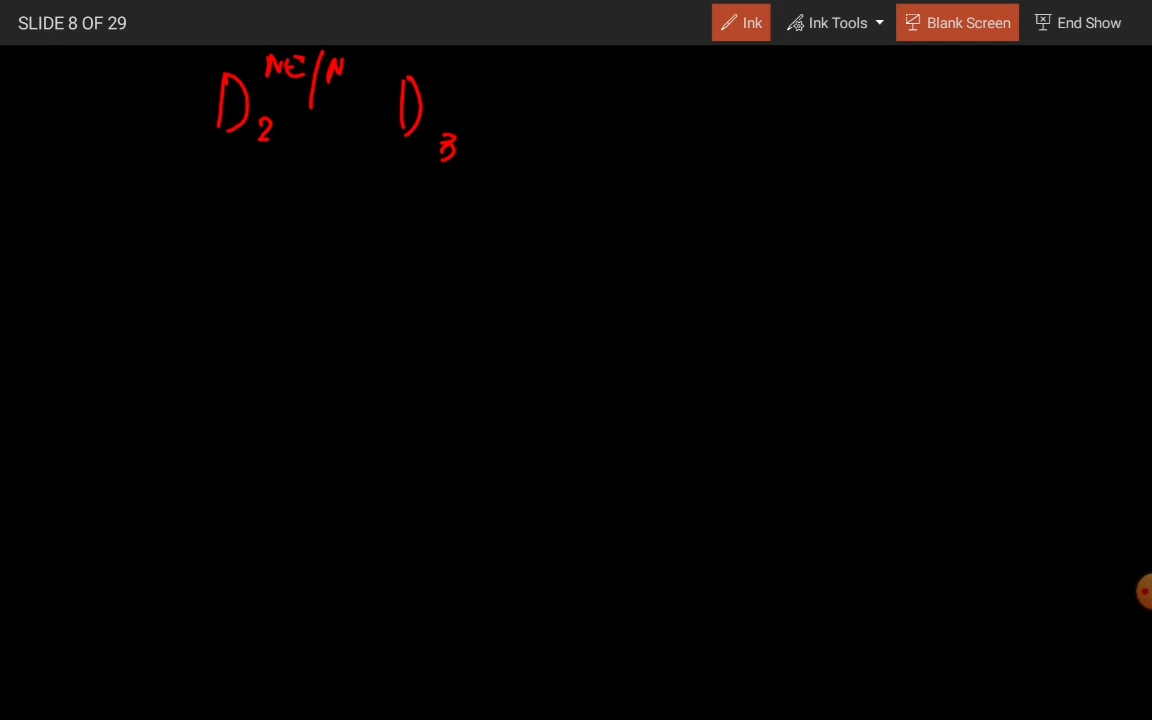 SLIDE 8 OF 29 Ink Ink Tools Blank Screen End Show
D₂ NE/N D₃